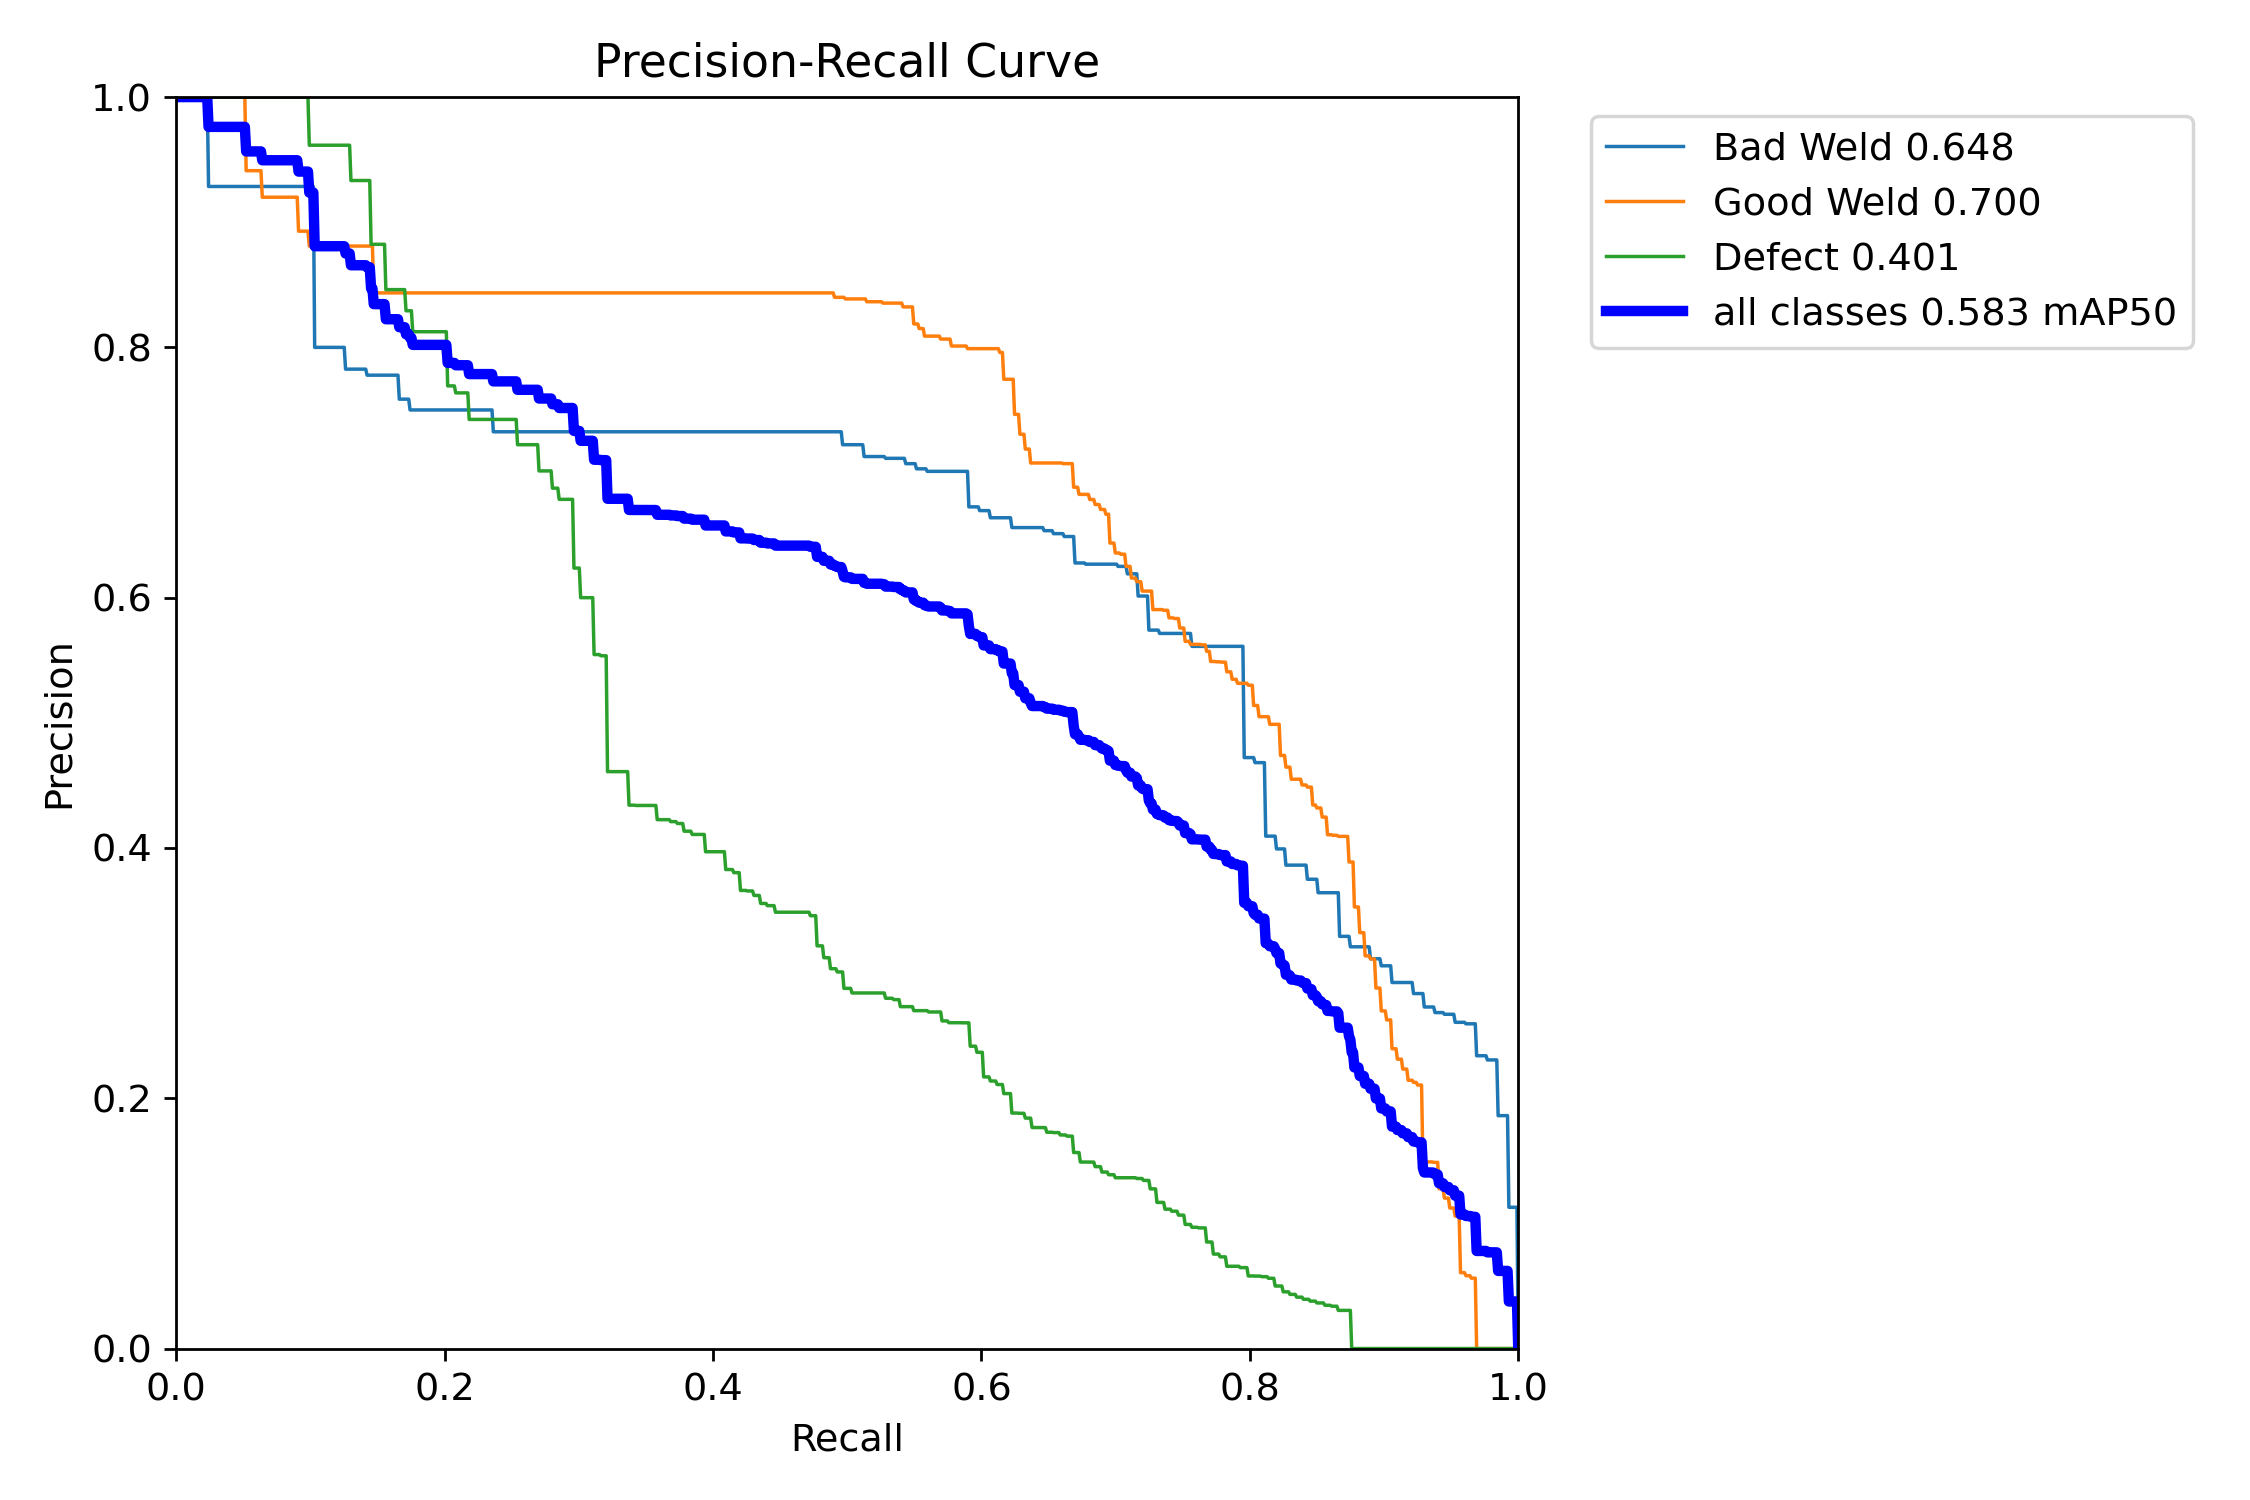 Precision-Recall Curve
1.0
0.8
0.6
0.4
0.2
0.0
Precision
0.0 0.2 0.4 0.6 0.8 1.0
Recall
Bad Weld 0.648
Good Weld 0.700
Defect 0.401
all classes 0.583 mAP50